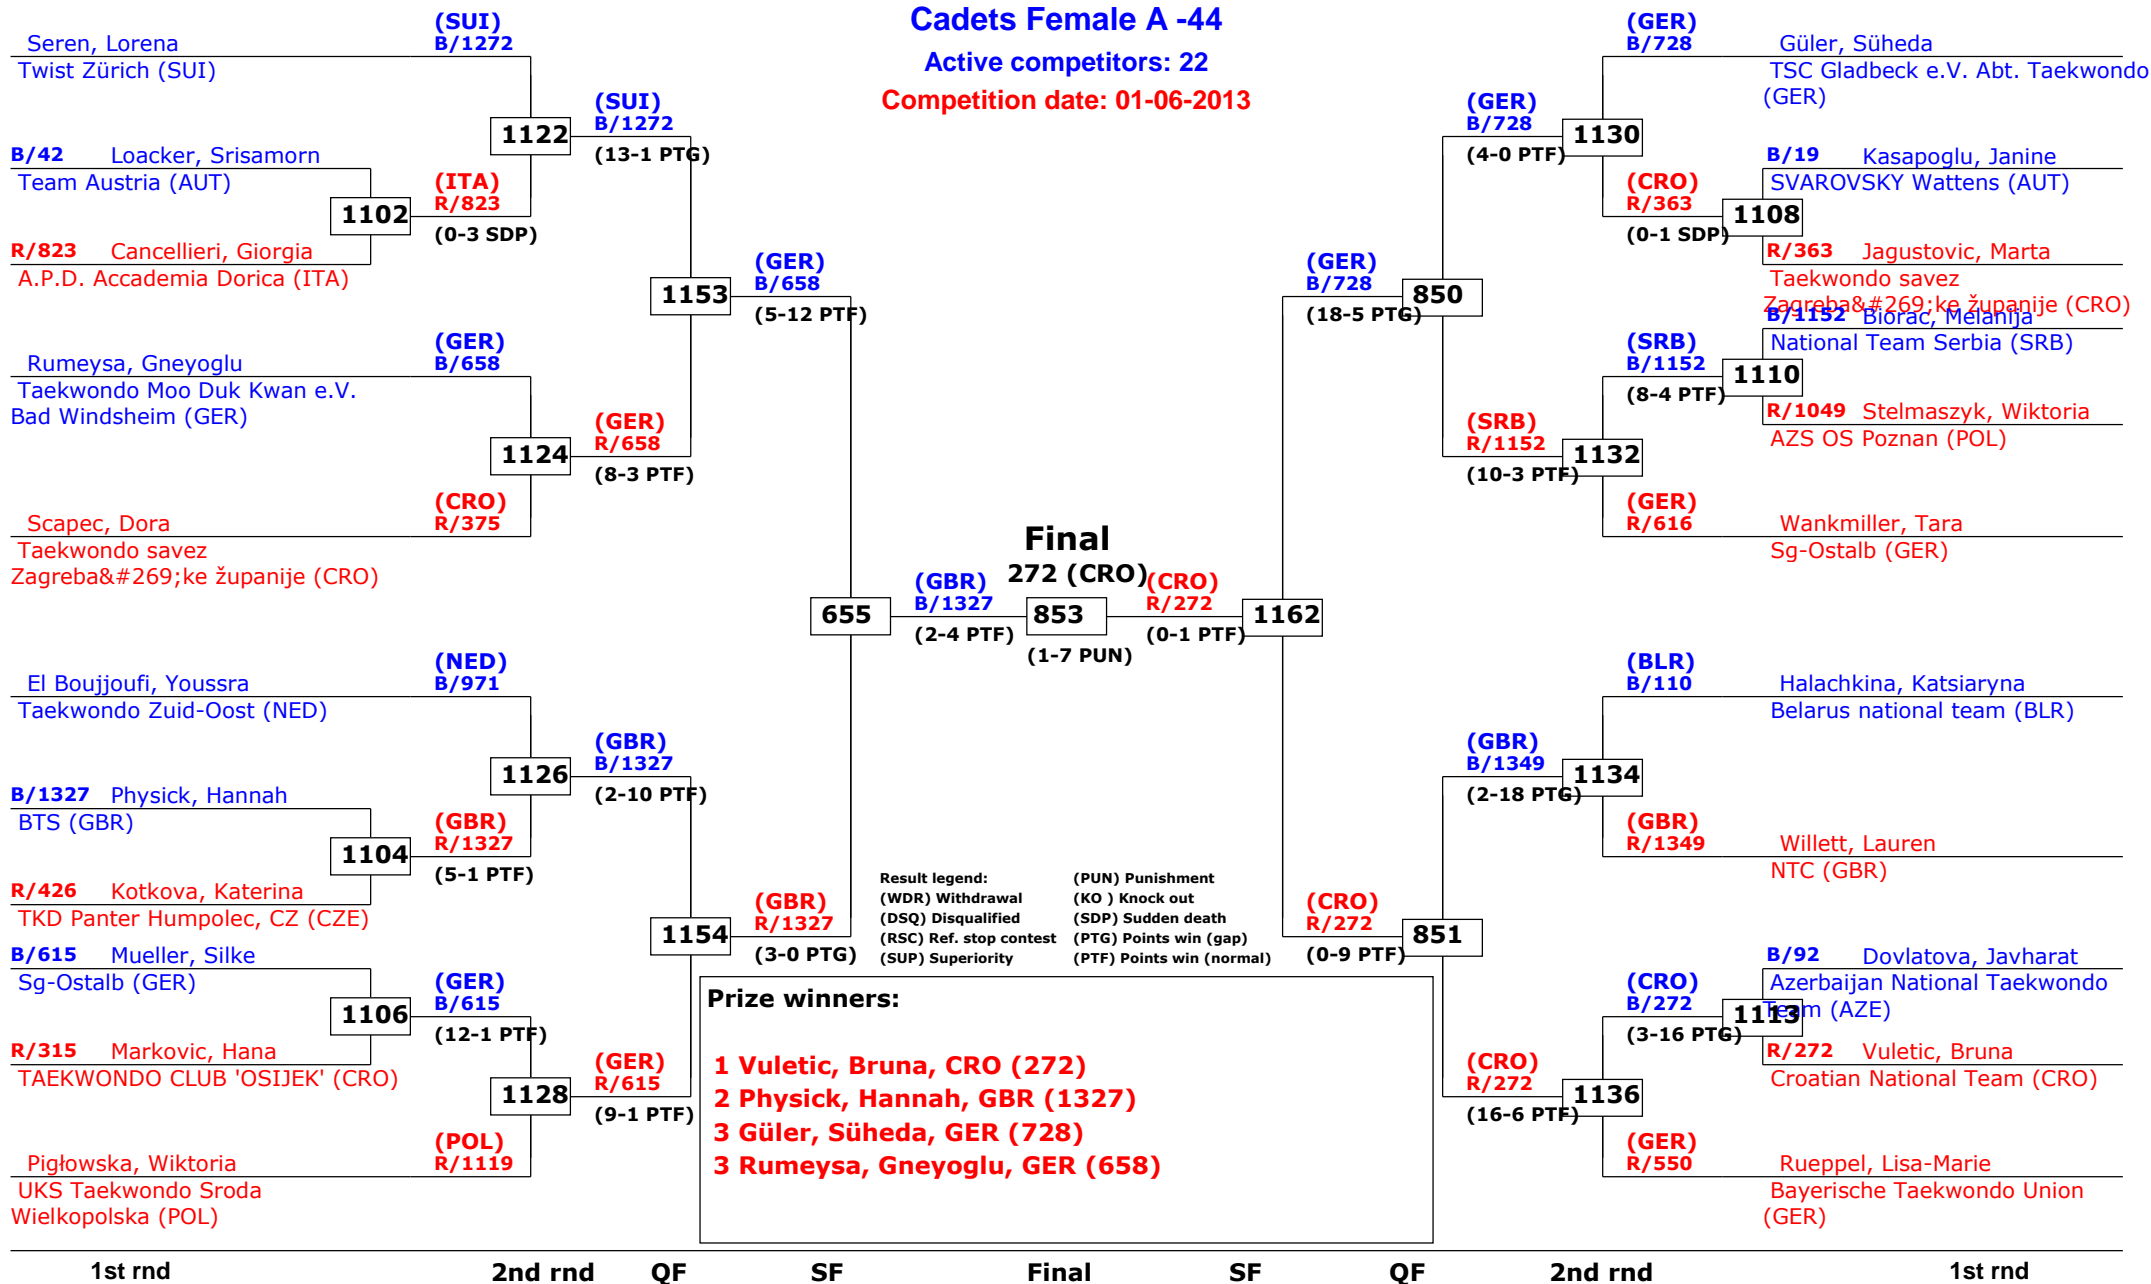 Cadets Female A -44
Active competitors: 22
Competition date: 01-06-2013
(SUI)
B/1272
Seren, Lorena
Twist Zürich (SUI)
1122
(SUI)
B/1272
(13-1 PTG)
B/42 Loacker, Srisamorn
Team Austria (AUT)
1102
(ITA)
R/823
(0-3 SDP)
R/823 Cancellieri, Giorgia
A.P.D. Accademia Dorica (ITA)
1153
(GER)
B/658
(5-12 PTF)
Rumeysa, Gneyoglu
(GER)
B/658
Taekwondo Moo Duk Kwan e.V.
Bad Windsheim (GER)
1124
(GER)
R/658
(8-3 PTF)
(CRO)
R/375
Scapec, Dora
Taekwondo savez
Zagreba&#269;ke županije (CRO)
655
(GBR)
B/1327
(2-4 PTF)
(NED)
B/971
El Boujjoufi, Youssra
Taekwondo Zuid-Oost (NED)
1126
(GBR)
B/1327
(2-10 PTF)
B/1327 Physick, Hannah
BTS (GBR)
1104
(GBR)
R/1327
(5-1 PTF)
R/426 Kotkova, Katerina
TKD Panter Humpolec, CZ (CZE)
1154
(GBR)
R/1327
(3-0 PTG)
B/615 Mueller, Silke
Sg-Ostalb (GER)
1106
(GER)
B/615
(12-1 PTF)
R/315 Markovic, Hana
TAEKWONDO CLUB 'OSIJEK' (CRO)
1128
(GER)
R/615
(9-1 PTF)
(POL)
R/1119
Pigłowska, Wiktoria
UKS Taekwondo Sroda
Wielkopolska (POL)
Final
272 (CRO)
853
(1-7 PUN)
(CRO)
R/272
(0-1 PTF)
1162
(GER)
B/728
Güler, Süheda
TSC Gladbeck e.V. Abt. Taekwondo
(GER)
(GER)
B/728
(4-0 PTF)
1130
B/19 Kasapoglu, Janine
SVAROVSKY Wattens (AUT)
(CRO)
R/363
(0-1 SDP)
1108
R/363 Jagustovic, Marta
Taekwondo savez
Zagreba&#269;ke županije (CRO)
(GER)
B/728
(18-5 PTG)
850
B/1152 Biorac, Melanija
National Team Serbia (SRB)
(SRB)
B/1152
(8-4 PTF)
1110
R/1049 Stelmaszyk, Wiktoria
AZS OS Poznan (POL)
(SRB)
R/1152
(10-3 PTF)
1132
(GER)
R/616
Wankmiller, Tara
Sg-Ostalb (GER)
(BLR)
B/110
Halachkina, Katsiaryna
Belarus national team (BLR)
(GBR)
B/1349
(2-18 PTG)
1134
(GBR)
R/1349
Willett, Lauren
NTC (GBR)
(CRO)
R/272
(0-9 PTF)
851
B/92 Dovlatova, Javharat
Azerbaijan National Taekwondo
Team (AZE)
(CRO)
B/272
(3-16 PTG)
1113
R/272 Vuletic, Bruna
Croatian National Team (CRO)
(CRO)
R/272
(16-6 PTF)
1136
(GER)
R/550
Rueppel, Lisa-Marie
Bayerische Taekwondo Union
(GER)
Result legend: (PUN) Punishment
(WDR) Withdrawal (KO ) Knock out
(DSQ) Disqualified (SDP) Sudden death
(RSC) Ref. stop contest (PTG) Points win (gap)
(SUP) Superiority (PTF) Points win (normal)
Prize winners:
1 Vuletic, Bruna, CRO (272)
2 Physick, Hannah, GBR (1327)
3 Güler, Süheda, GER (728)
3 Rumeysa, Gneyoglu, GER (658)
1st rnd 2nd rnd QF SF Final SF QF 2nd rnd 1st rnd